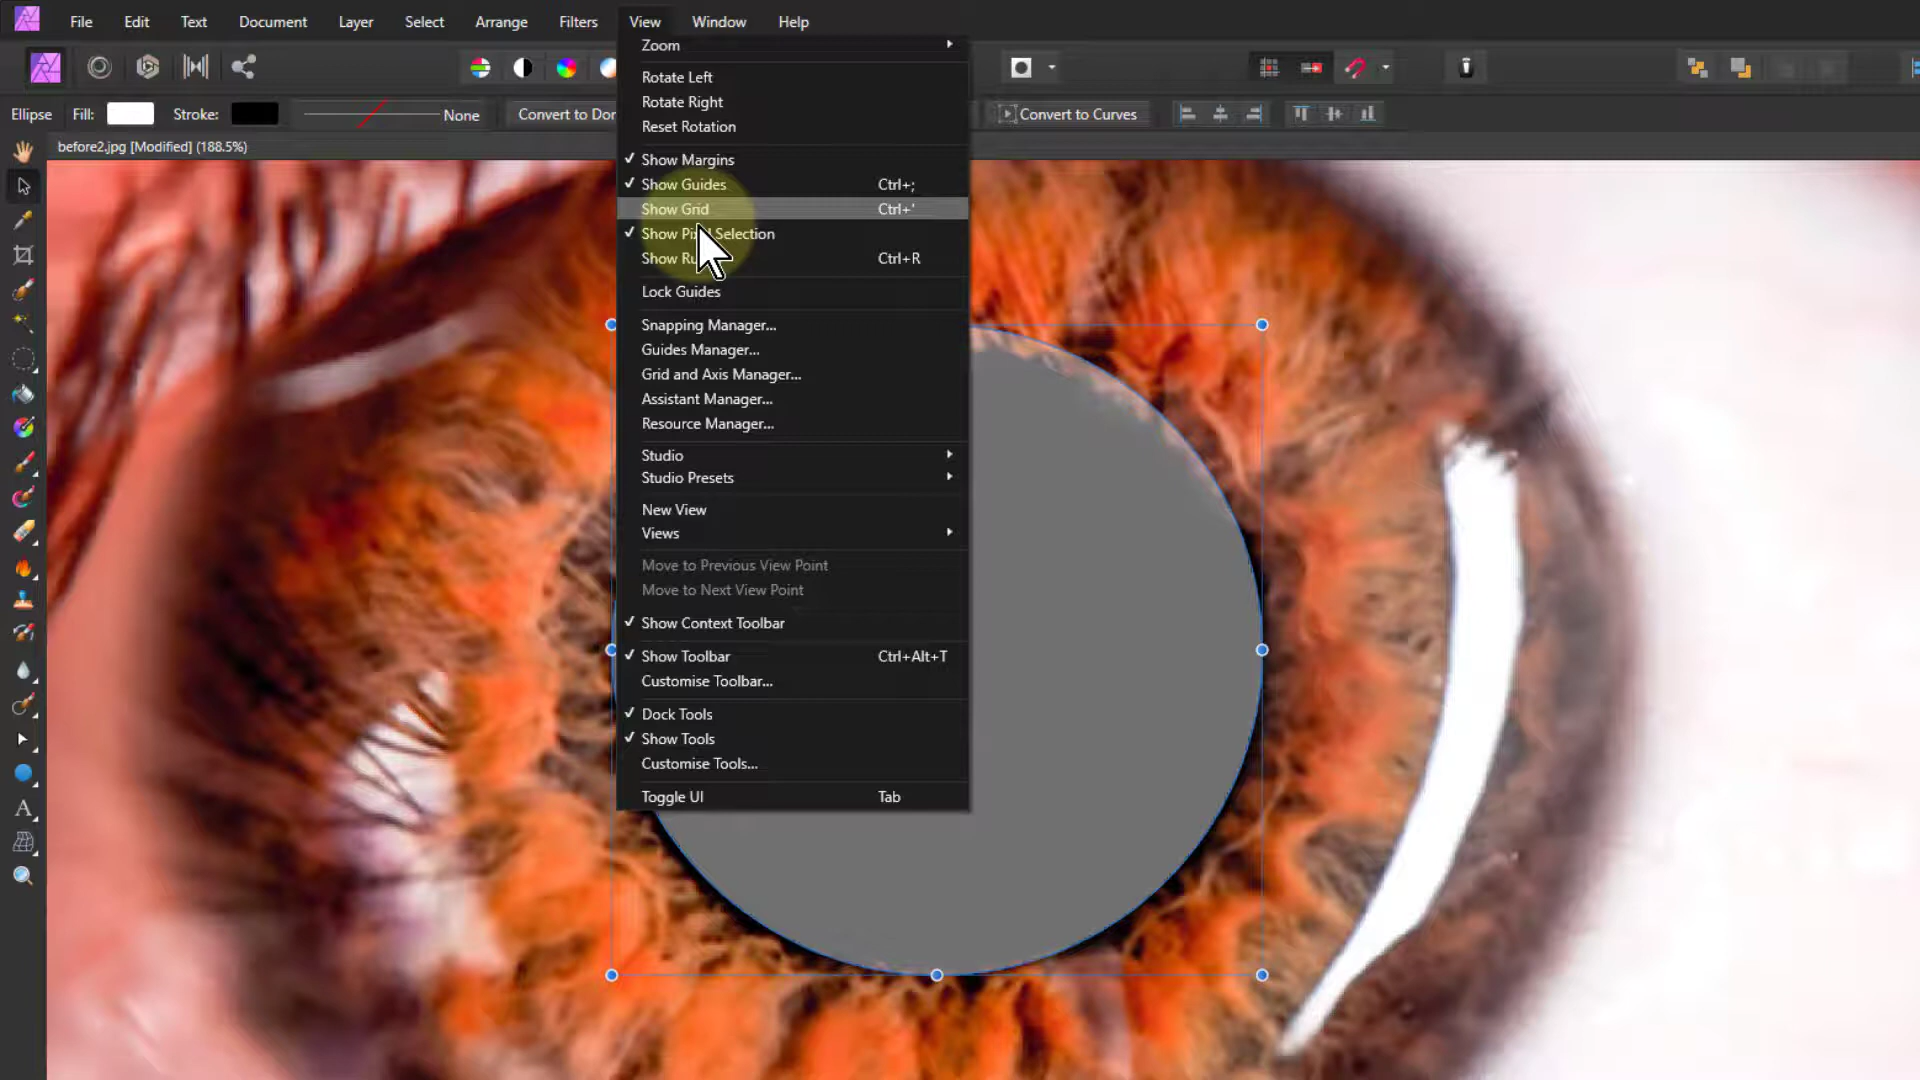 File Edit Text Document Layer Select Arrange Filters View Window Help
Ellipse Fill: Stroke: None Convert to Convert to Curves
before2.jpg [Modified] (188.5%)
Zoom
Rotate Left
Rotate Right
Reset Rotation
Show Margins
Show Guides Ctrl+;
Show Grid Ctrl+'
Show Selection
Show Ctrl+R
Lock Guides
Snapping Manager...
Guides Manager...
Grid and Axis Manager...
Assistant Manager...
Resource Manager...
Studio
Studio Presets
New View
Views
Move to Previous View Point
Move to Next View Point
Show Context Toolbar
Show Toolbar Ctrl+Alt+T
Customise Toolbar...
Dock Tools
Show Tools
Customise Tools...
Toggle UI Tab